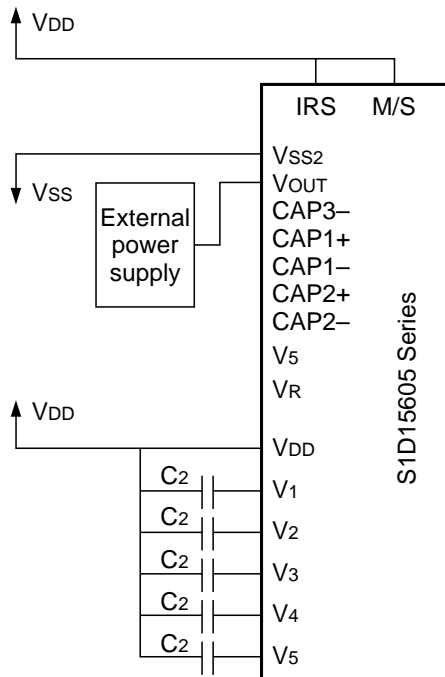 VDD
IRS M/S
VSS2
VSS
VOUT
External
power
supply
CAP3–
CAP1+
CAP1–
CAP2+
CAP2–
V5
VR
S1D15605 Series
VDD
VDD
C2
V1
C2
V2
C2
V3
C2
V4
C2
V5